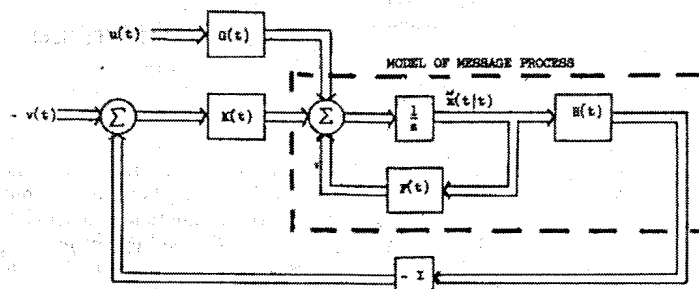 u(t)
G(t)
MODEL OF MESSAGE PROCESS
- v(t)
Σ
K(t)
Σ
1
s
x̃(t|t)
H(t)
F(t)
- I